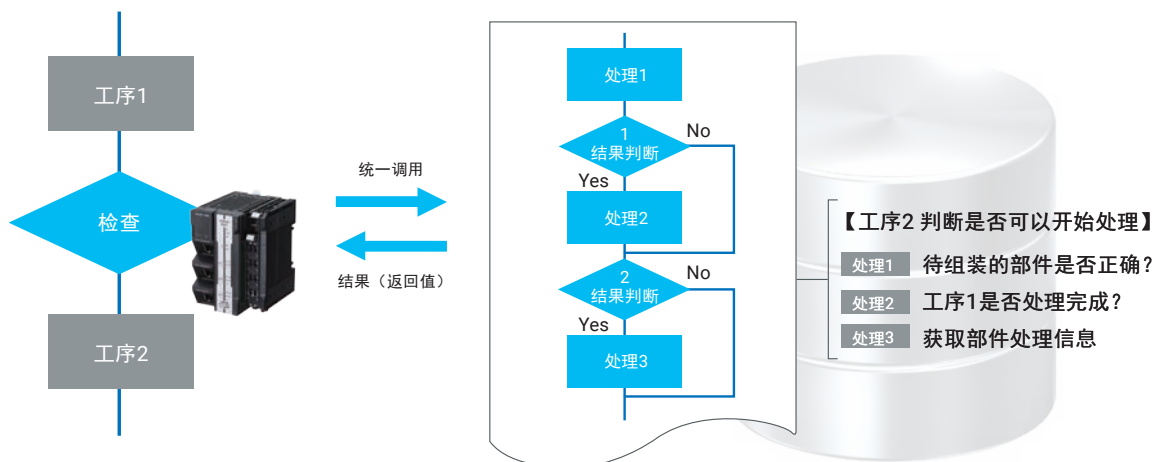 工序1
检查
工序2
统一调用
结果（返回值）
处理1
1
结果判断
No
Yes
处理2
2
结果判断
No
Yes
处理3
【工序2 判断是否可以开始处理】
处理1 待组装的部件是否正确？
处理2 工序1是否处理完成？
处理3 获取部件处理信息